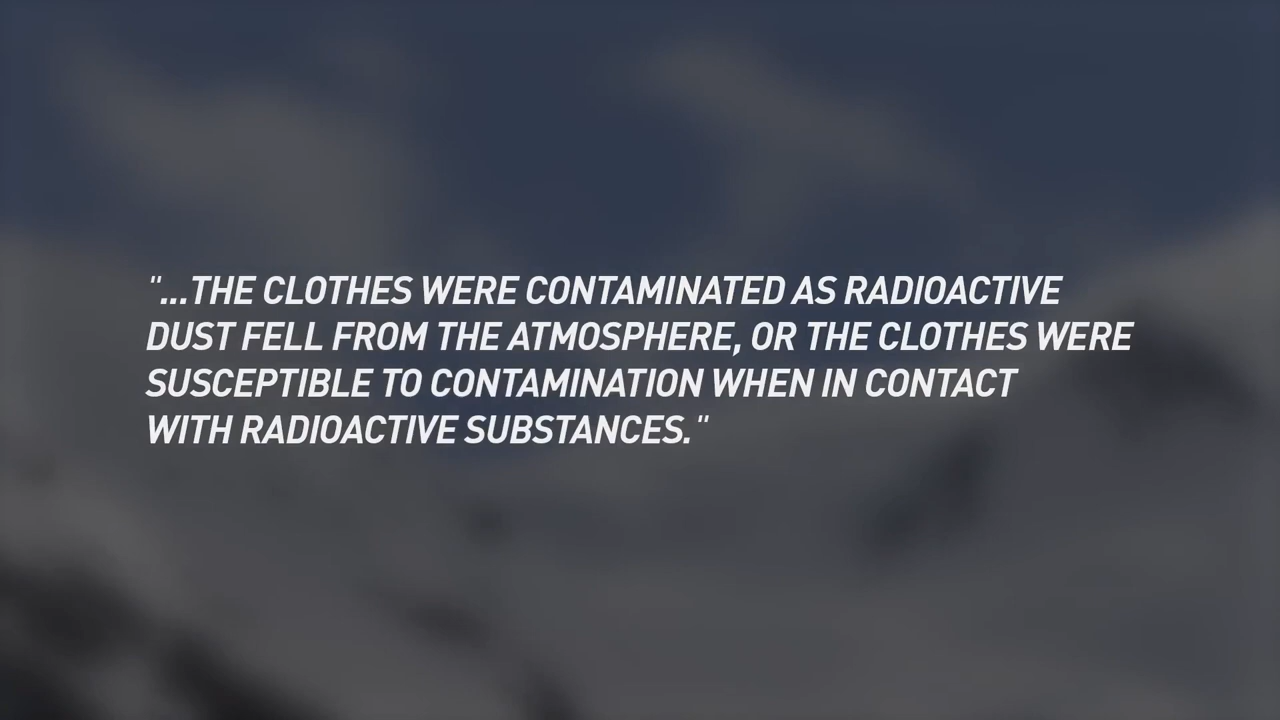 "...THE CLOTHES WERE CONTAMINATED AS RADIOACTIVE
DUST FELL FROM THE ATMOSPHERE, OR THE CLOTHES WERE
SUSCEPTIBLE TO CONTAMINATION WHEN IN CONTACT
WITH RADIOACTIVE SUBSTANCES."